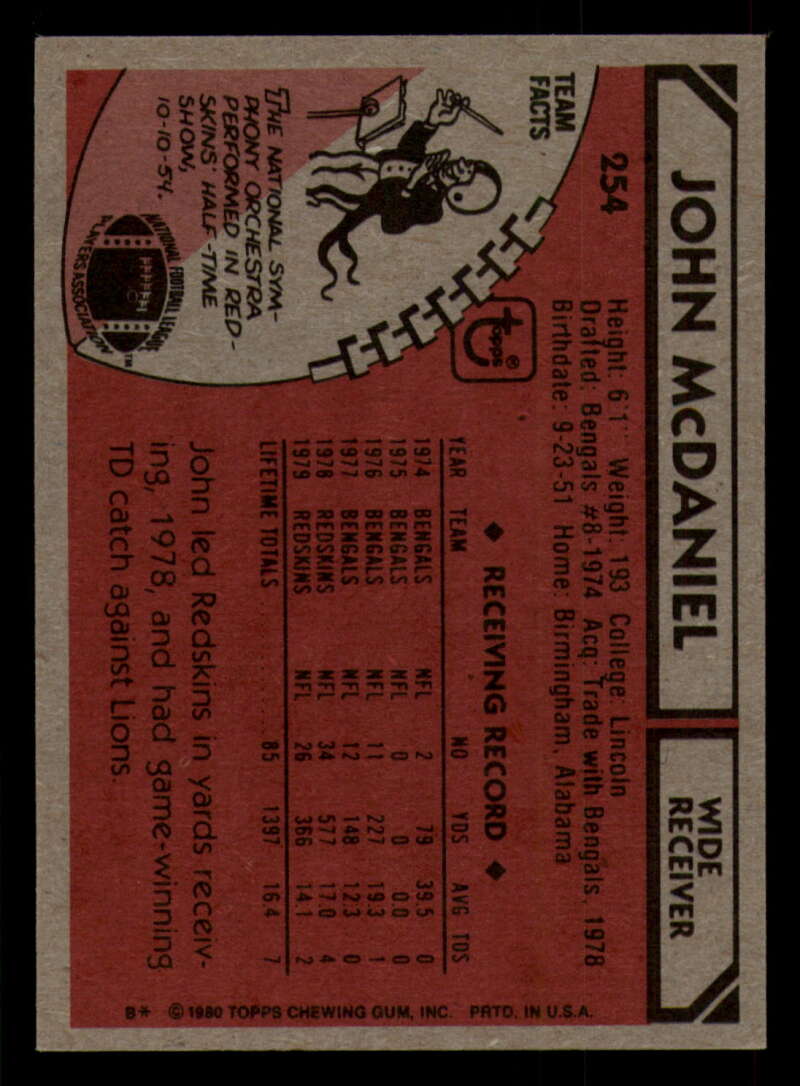 JOHN McDANIEL
WIDE
RECEIVER
254
Height: 6'1" Weight: 193 College: Lincoln
Drafted: Bengals #8-1974 Acq: Trade with Bengals, 1978
Birthdate: 9-23-51 Home: Birmingham, Alabama
TEAM
FACTS
THE NATIONAL SYM-
PHONY ORCHESTRA
PERFORMED IN RED-
SKINS' HALF-TIME
SHOW,
10-10-54.
NATIONAL FOOTBALL LEAGUE
PLAYERS ASSOCIATION
TM
topps®
◆ RECEIVING RECORD ◆
YEAR TEAM NO YDS AVG TDS
1974 BENGALS NFL 2 79 39.5 0
1975 BENGALS NFL 0 0 0.0 0
1976 BENGALS NFL 11 227 19.3 1
1977 BENGALS NFL 12 148 12.3 0
1978 REDSKINS NFL 34 577 17.0 4
1979 REDSKINS NFL 26 366 14.1 2
LIFETIME TOTALS 85 1397 16.4 7
John led Redskins in yards receiv-
ing, 1978, and had game-winning
TD catch against Lions.
B* © 1980 TOPPS CHEWING GUM, INC. PRTD. IN U.S.A.